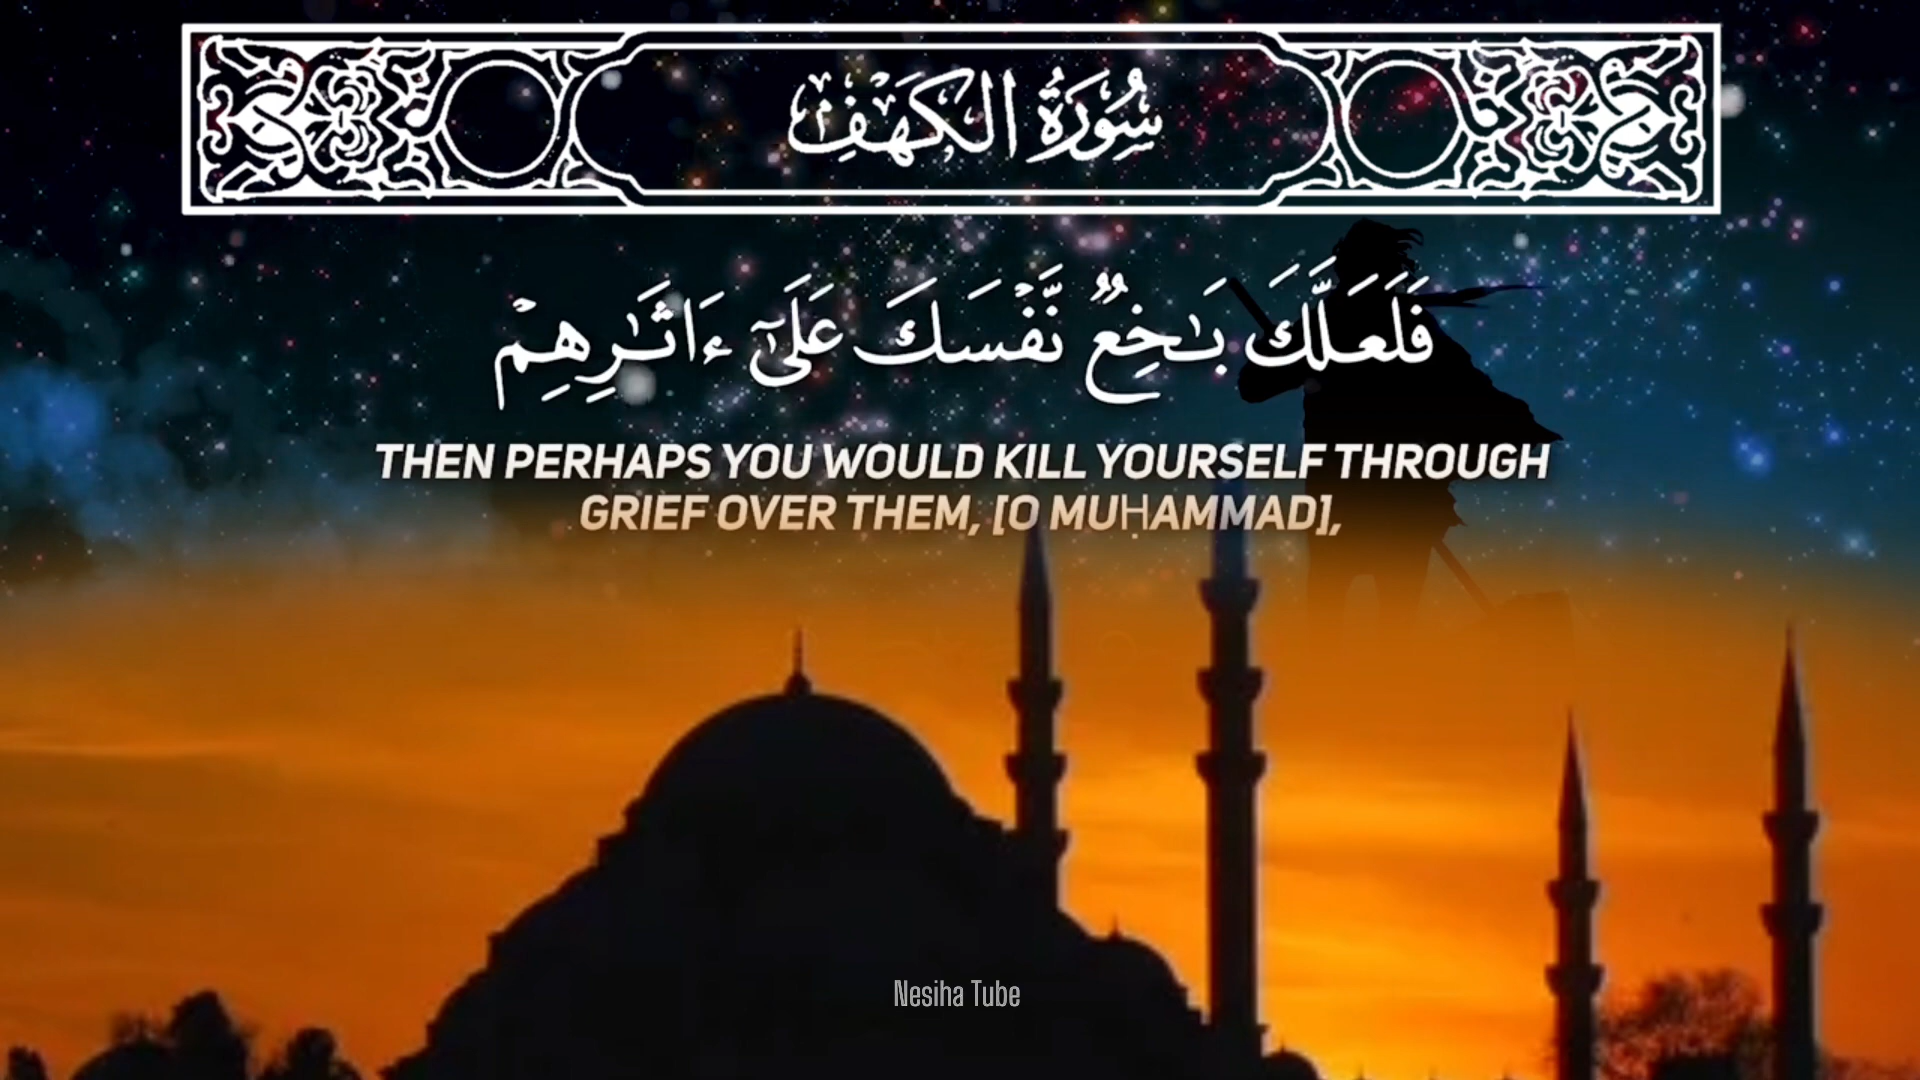 سُورَةُ الكَهْفِ
فَلَعَلَّكَ بَـٰخِعٌ نَّفْسَكَ عَلَىٰٓ ءَاثَـٰرِهِمْ
THEN PERHAPS YOU WOULD KILL YOURSELF THROUGH
GRIEF OVER THEM, [O MUḤAMMAD],
Nesiha Tube